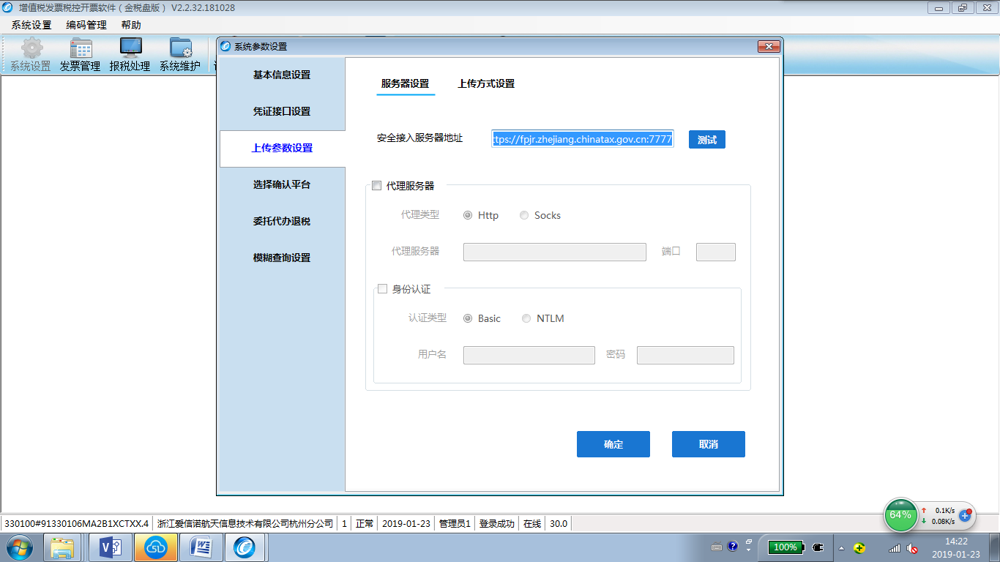 增值税发票税控开票软件（金税盘版） V2.2.32.181028
系统设置 编码管理 帮助
系统设置 发票管理 报税处理 系统维护
系统参数设置
基本信息设置
凭证接口设置
上传参数设置
选择确认平台
委托代办退税
模糊查询设置
服务器设置 上传方式设置
安全接入服务器地址 ttps://fpjr.zhejiang.chinatax.gov.cn:7777 测试
代理服务器
代理类型 Http Socks
代理服务器 端口
身份认证
认证类型 Basic NTLM
用户名 密码
确定 取消
64% 0.1K/s
0.08K/s
330100#91330106MA2B1XCTXX.4 浙江爱信诺航天信息技术有限公司杭州分公司 1 正常 2019-01-23 管理员1 登录成功 在线 30.0
100% 14:22
2019-01-23